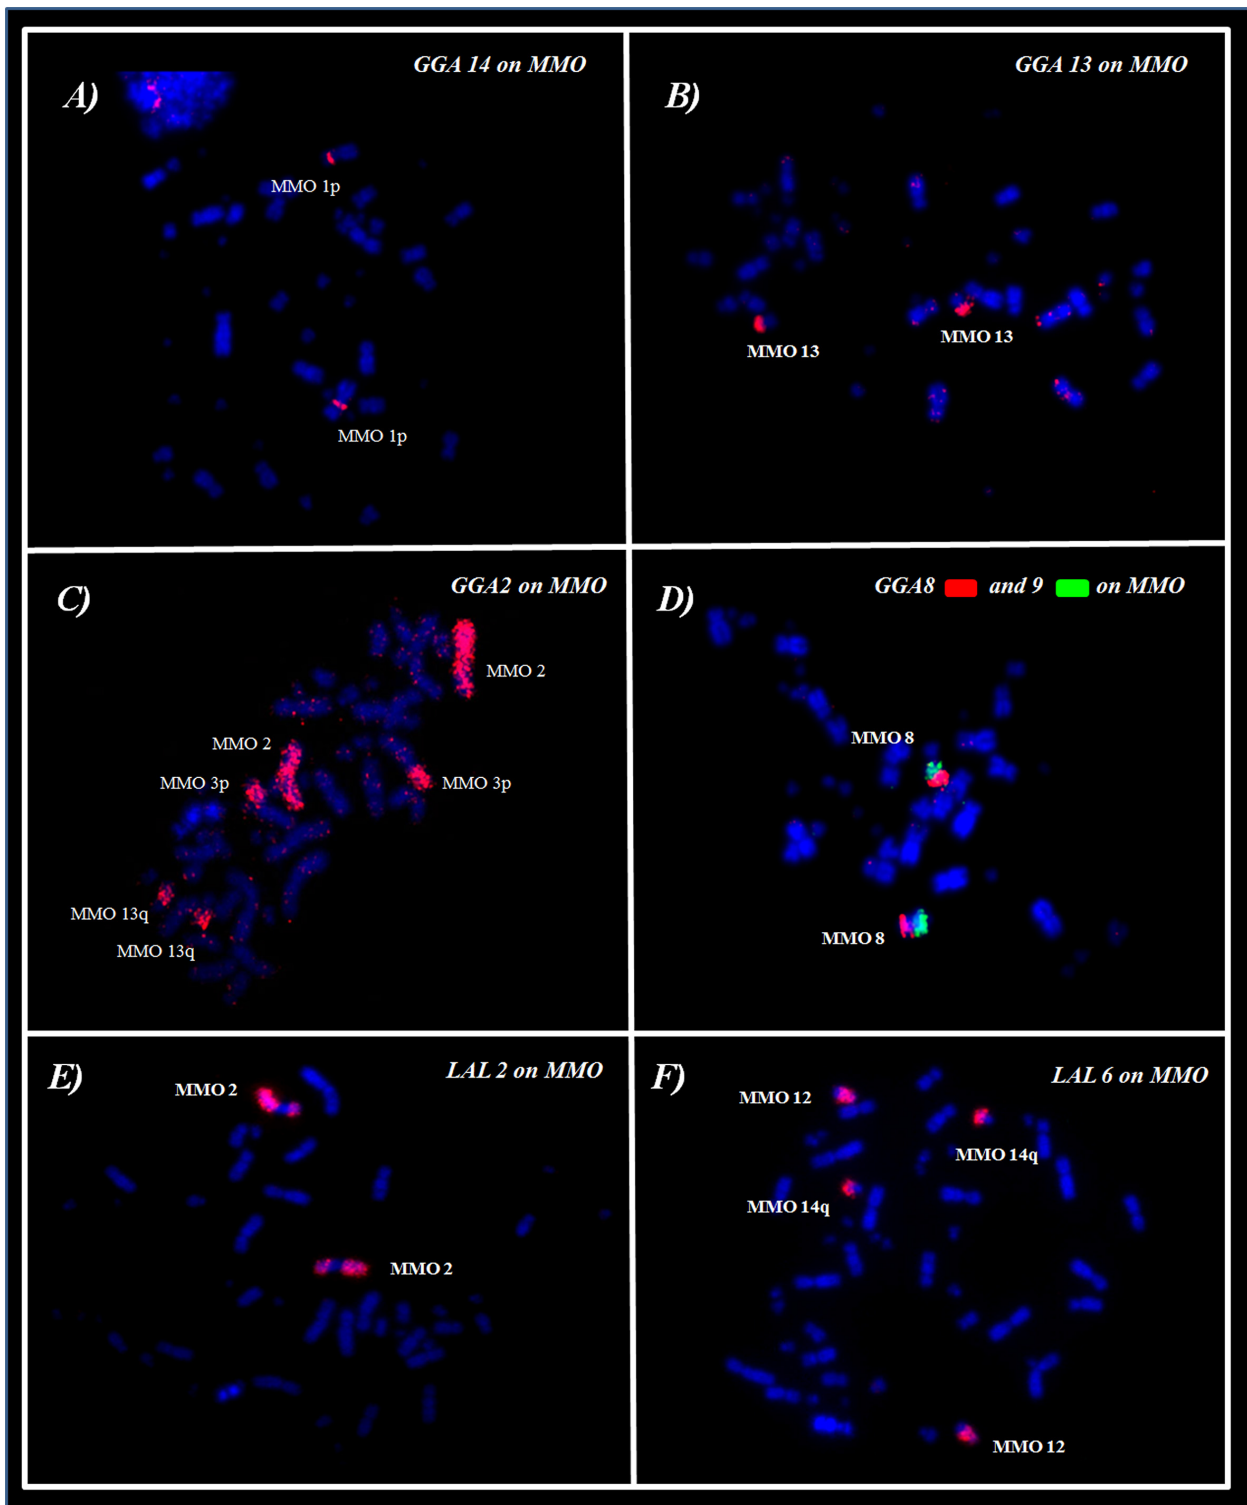 A)
GGA 14 on MMO
MMO 1p
MMO 1p
B)
GGA 13 on MMO
MMO 13
MMO 13
C)
GGA2 on MMO
MMO 2
MMO 2
MMO 3p
MMO 3p
MMO 13q
MMO 13q
D)
GGA8 and 9 on MMO
MMO 8
MMO 8
E)
LAL 2 on MMO
MMO 2
MMO 2
F)
LAL 6 on MMO
MMO 12
MMO 14q
MMO 14q
MMO 12